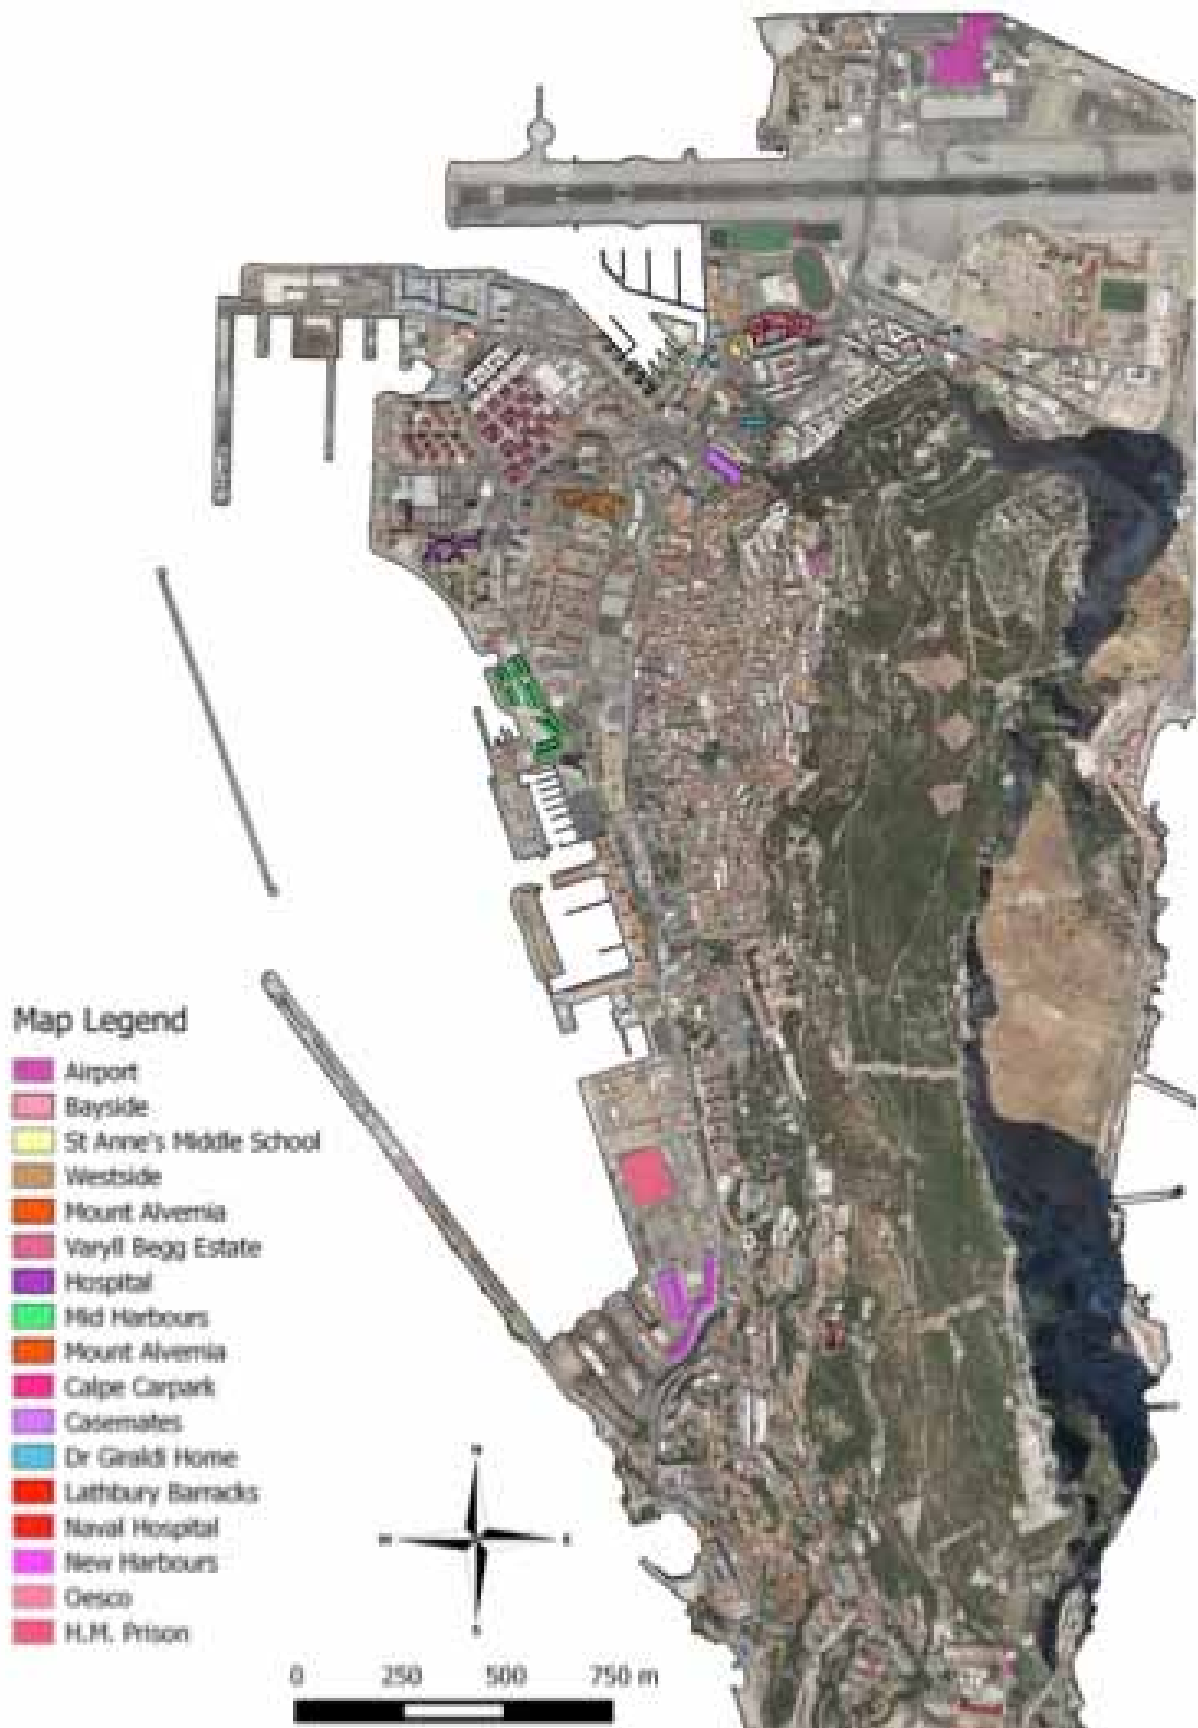 Map Legend
Airport
Bayside
St Anne's Middle School
Westside
Mount Alvernia
Varyll Begg Estate
Hospital
Mid Harbours
Mount Alvernia
Calpe Carpark
Casemates
Dr Giraldi Home
Lathbury Barracks
Naval Hospital
New Harbours
Oesco
H.M. Prison
N
W
E
S
0 250 500 750 m